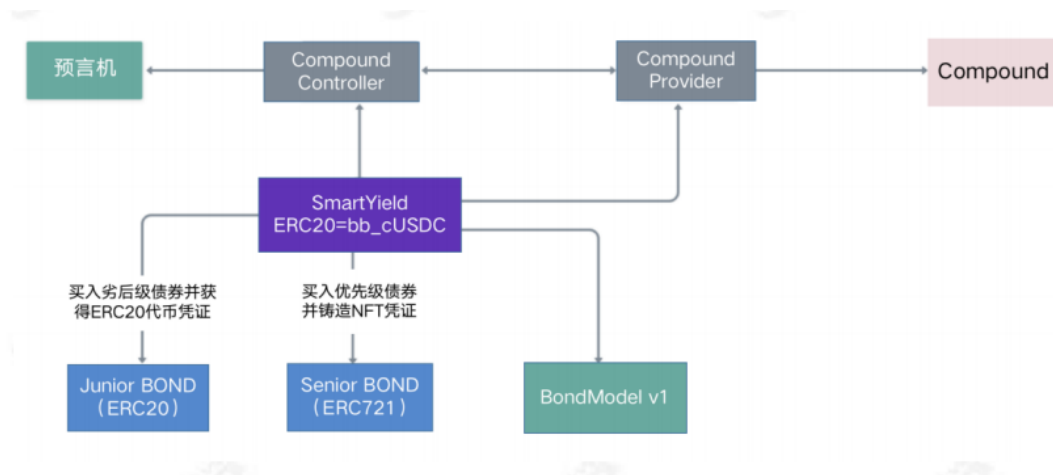 预言机
Compound
Controller
Compound
Provider
Compound
SmartYield
ERC20=bb_cUSDC
买入劣后级债券并获
得ERC20代币凭证
买入优先级债券
并铸造NFT凭证
Junior BOND
（ERC20）
Senior BOND
（ERC721）
BondModel v1